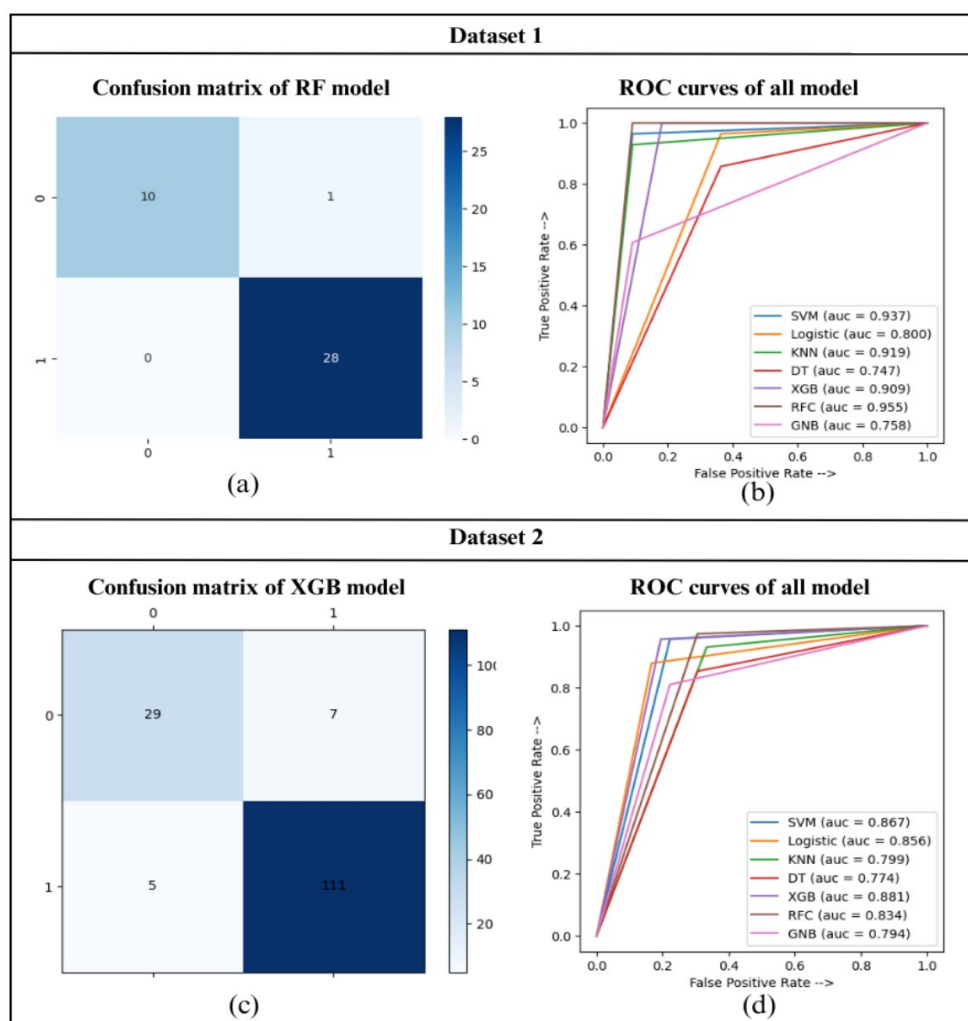 Dataset 1
Confusion matrix of RF model
ROC curves of all model
0
1
10
1
0
28
0
1
25
20
15
10
5
0
(a)
True Positive Rate -->
1.0
0.8
0.6
0.4
0.2
0.0
SVM (auc = 0.937)
Logistic (auc = 0.800)
KNN (auc = 0.919)
DT (auc = 0.747)
XGB (auc = 0.909)
RFC (auc = 0.955)
GNB (auc = 0.758)
0.0
0.2
0.4
0.6
0.8
1.0
False Positive Rate -->
(b)
Dataset 2
Confusion matrix of XGB model
ROC curves of all model
0
1
0
1
29
7
5
111
80
60
40
20
(c)
True Positive Rate -->
1.0
0.8
0.6
0.4
0.2
0.0
SVM (auc = 0.867)
Logistic (auc = 0.856)
KNN (auc = 0.799)
DT (auc = 0.774)
XGB (auc = 0.881)
RFC (auc = 0.834)
GNB (auc = 0.794)
0.0
0.2
0.4
0.6
0.8
1.0
False Positive Rate -->
(d)